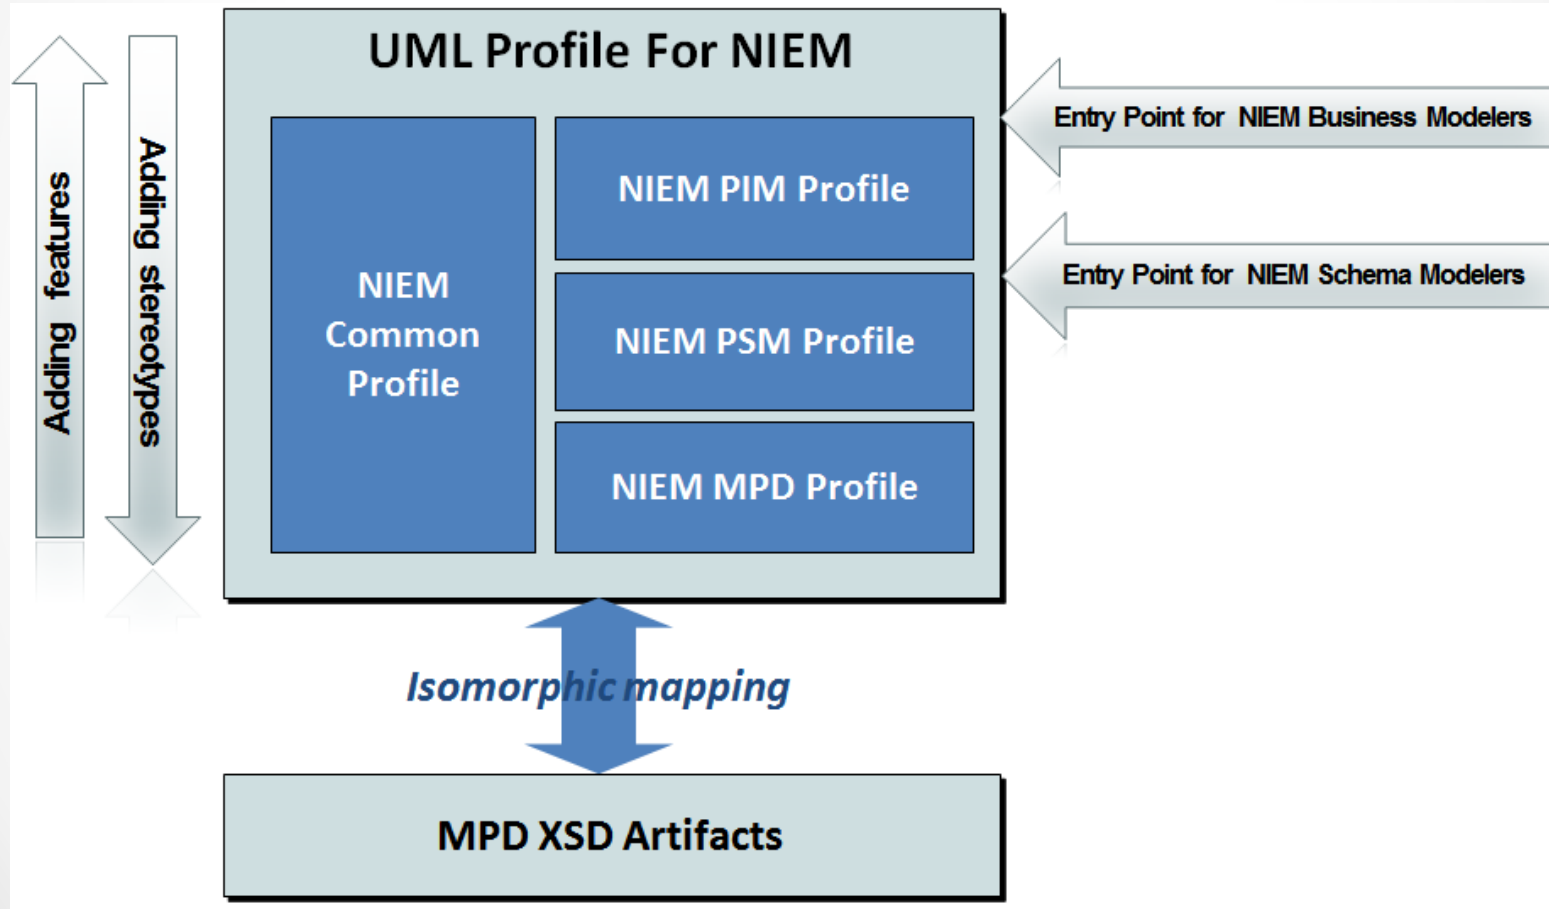 UML Profile For NIEM
Adding features
Adding stereotypes
NIEM
Common
Profile
NIEM PIM Profile
NIEM PSM Profile
NIEM MPD Profile
Entry Point for NIEM Business Modelers
Entry Point for NIEM Schema Modelers
Isomorphic mapping
MPD XSD Artifacts